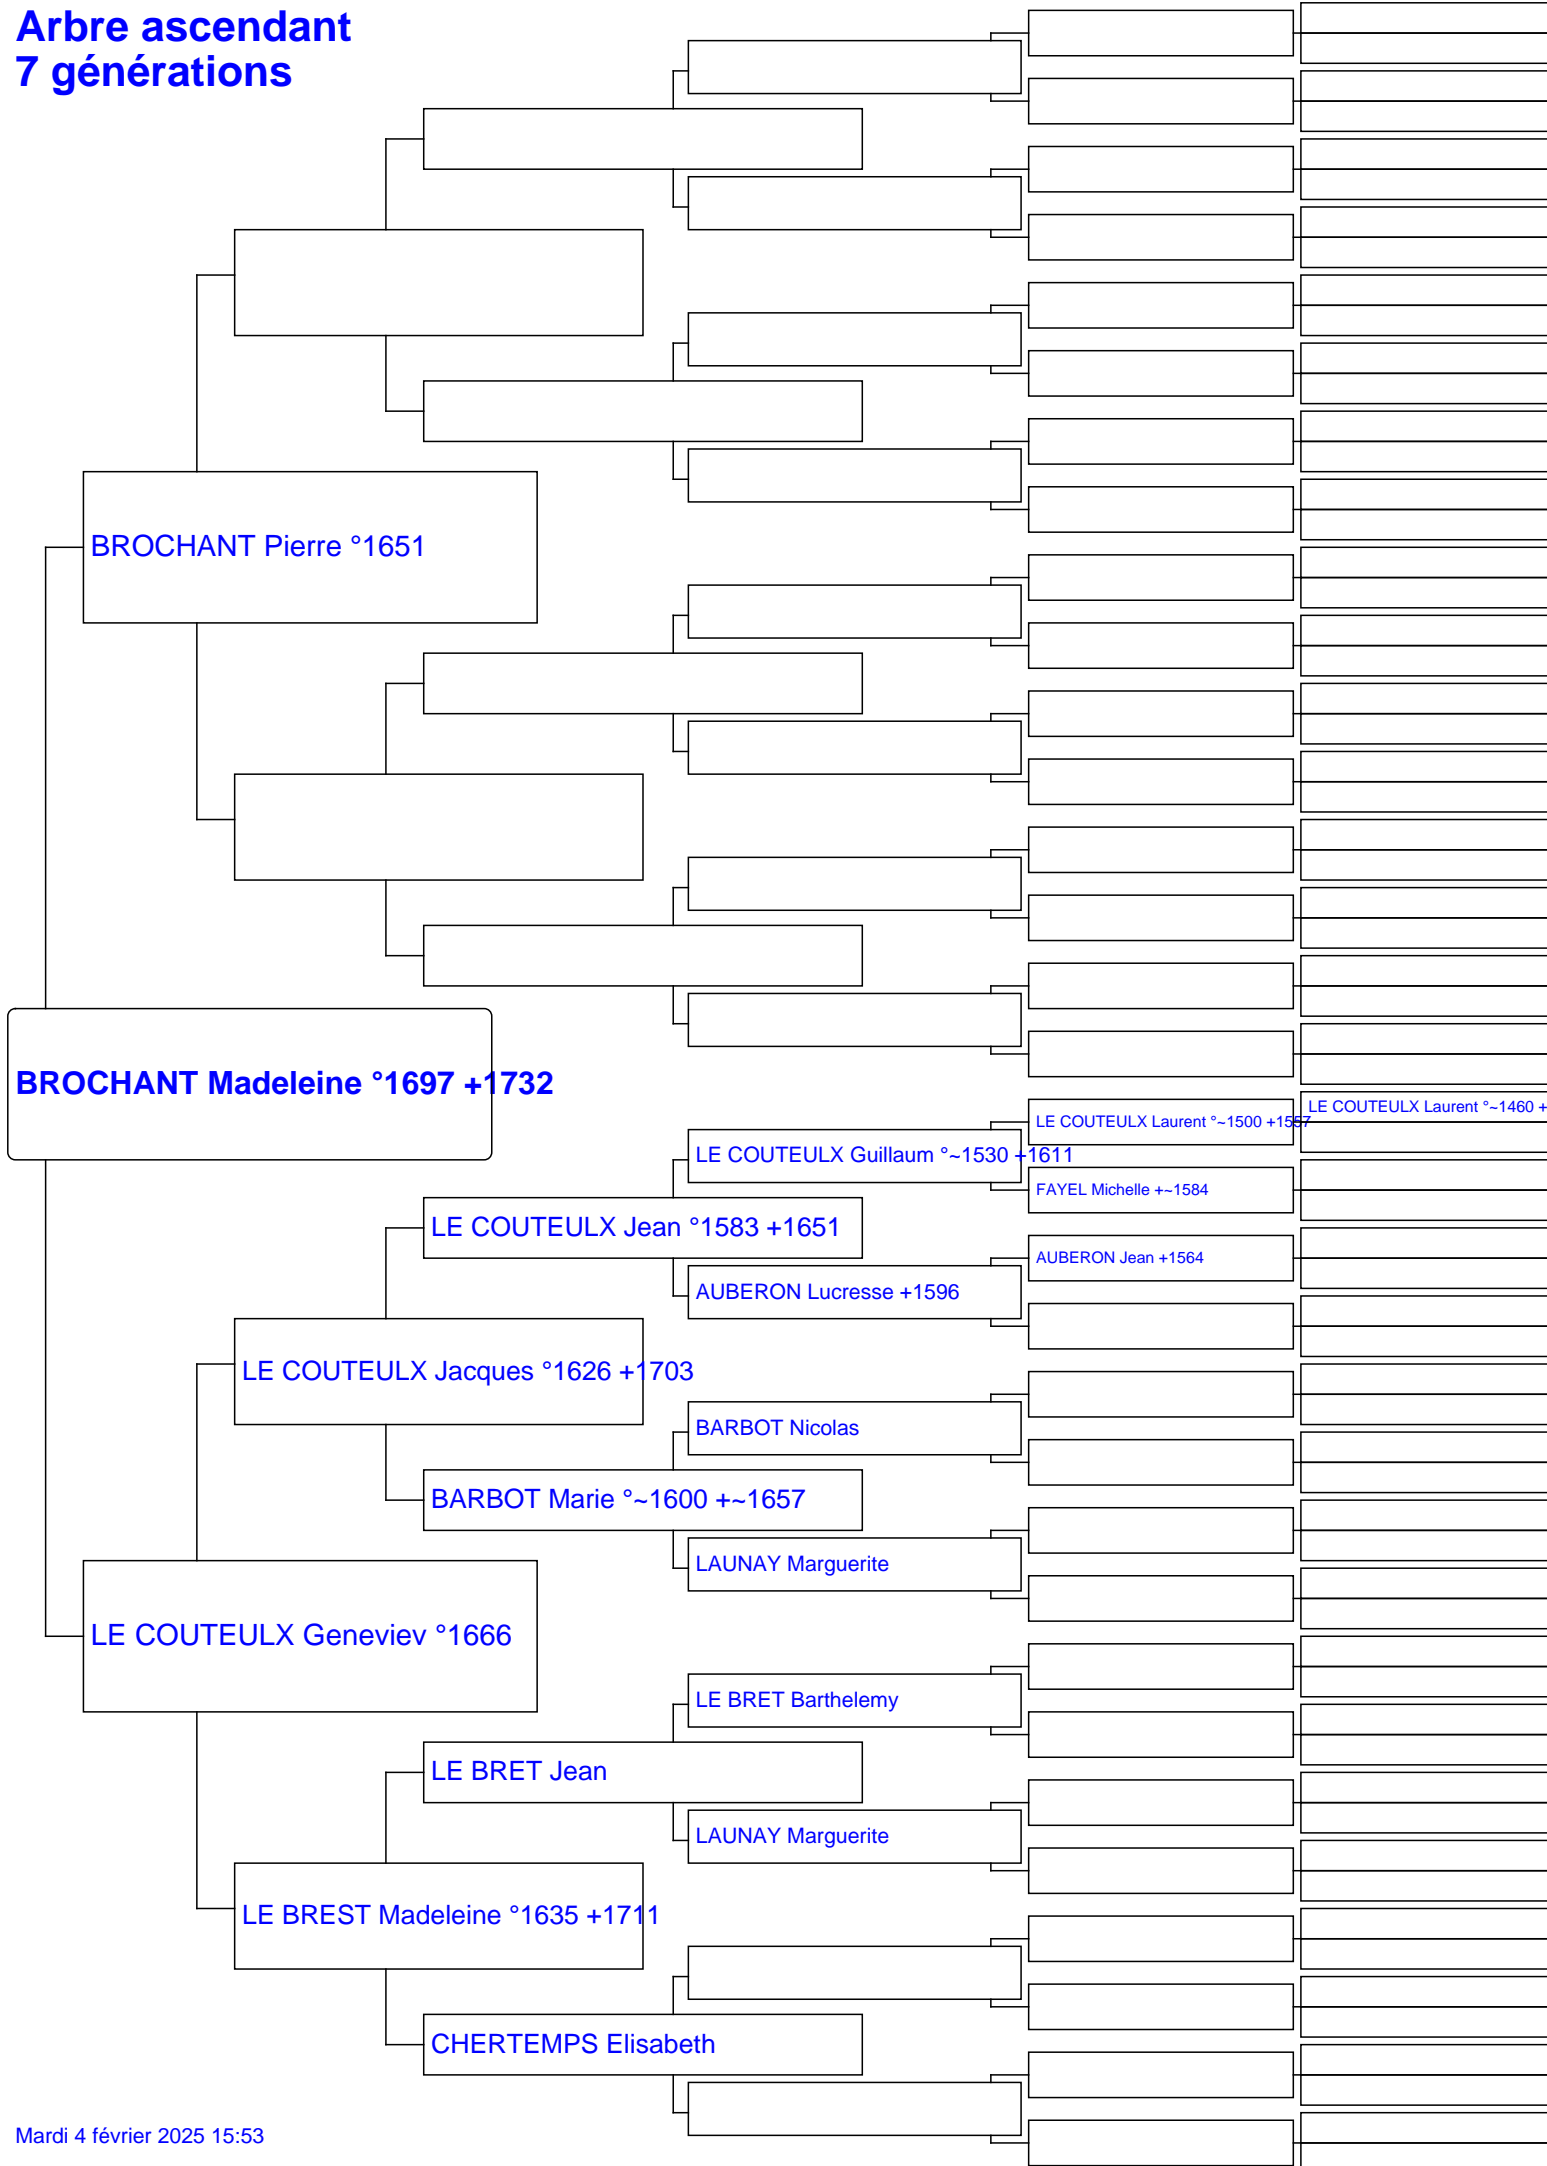 Arbre ascendant
7 générations
BROCHANT Pierre °1651
BROCHANT Madeleine °1697 +1732
LE COUTEULX Laurent °~1460 +
LE COUTEULX Laurent °~1500 +1557
LE COUTEULX Guillaum °~1530 +1611
FAYEL Michelle +~1584
LE COUTEULX Jean °1583 +1651
AUBERON Jean +1564
AUBERON Lucresse +1596
LE COUTEULX Jacques °1626 +1703
BARBOT Nicolas
BARBOT Marie °~1600 +~1657
LAUNAY Marguerite
LE COUTEULX Geneviev °1666
LE BRET Barthelemy
LE BRET Jean
LAUNAY Marguerite
LE BREST Madeleine °1635 +1711
CHERTEMPS Elisabeth
Mardi 4 février 2025 15:53